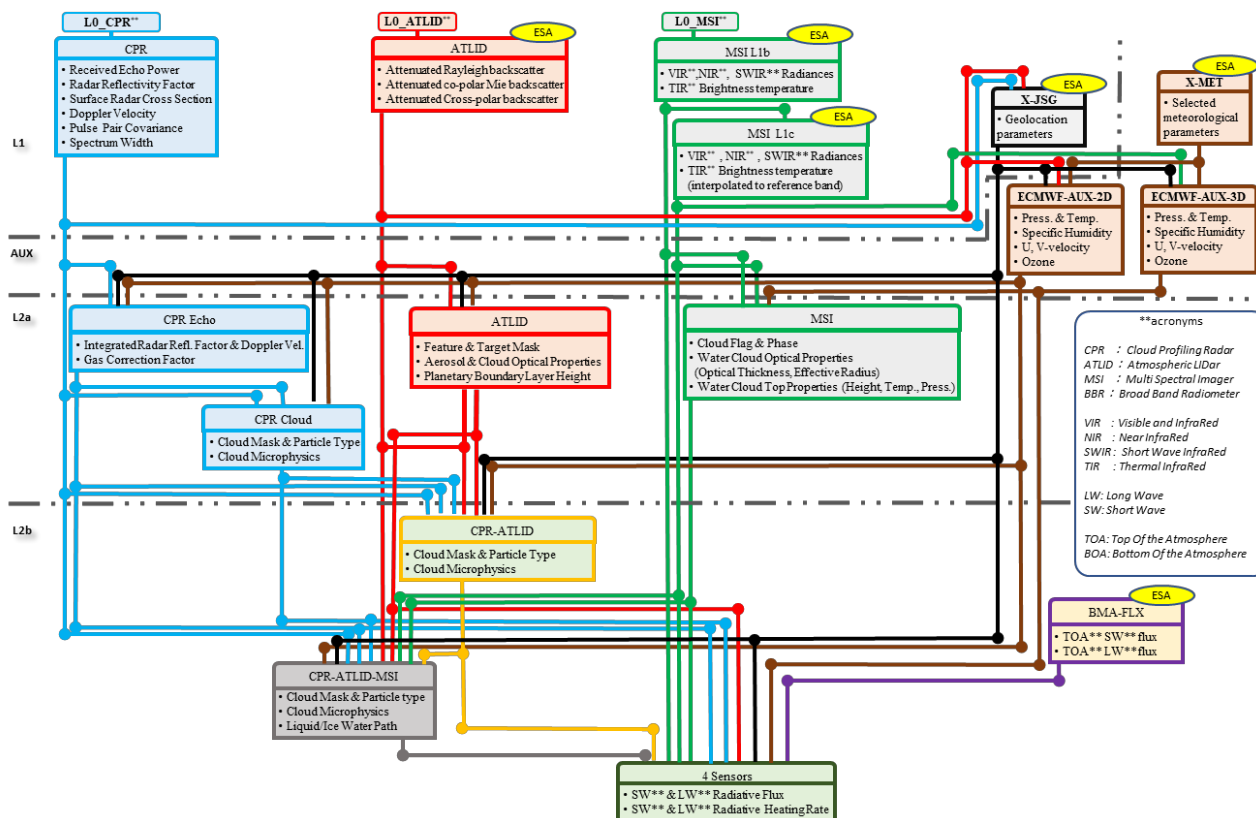 L0_CPR**
CPR
• Received Echo Power
• Radar Reflectivity Factor
• Surface Radar Cross Section
• Doppler Velocity
• Pulse Pair Covariance
• Spectrum Width
L0_ATLID**
ESA
ATLID
• Attenuated Rayleigh backscatter
• Attenuated co-polar Mie backscatter
• Attenuated Cross-polar backscatter
L0_MSI**
ESA
MSI L1b
• VIR**,NIR**, SWIR** Radiances
• TIR** Brightness temperature
ESA
MSI L1c
• VIR** , NIR** , SWIR** Radiances
• TIR** Brightness temperature
(interpolated to reference band)
ESA
X-JSG
• Geolocation
parameters
ESA
X-MET
• Selected
meteorological
parameters
L1
ECMWF-AUX-2D
• Press. & Temp.
• Specific Humidity
• U, V-velocity
• Ozone
ECMWF-AUX-3D
• Press. & Temp.
• Specific Humidity
• U, V-velocity
• Ozone
AUX
L2a
CPR Echo
• Integrated Radar Refl. Factor & Doppler Vel.
• Gas Correction Factor
ATLID
• Feature & Target Mask
• Aerosol & Cloud Optical Properties
• Planetary Boundary Layer Height
MSI
• Cloud Flag & Phase
• Water Cloud Optical Properties
(Optical Thickness, Effective Radius)
• Water Cloud Top Properties (Height, Temp., Press.)
CPR Cloud
• Cloud Mask & Particle Type
• Cloud Microphysics
**acronyms
CPR : Cloud Profiling Radar
ATLID : Atmospheric LIDar
MSI : Multi Spectral Imager
BBR : Broad Band Radiometer
VIR : Visible and InfraRed
NIR : Near InfraRed
SWIR : Short Wave InfraRed
TIR : Thermal InfraRed
LW: Long Wave
SW: Short Wave
TOA: Top Of the Atmosphere
BOA: Bottom Of the Atmosphere
L2b
CPR-ATLID
• Cloud Mask & Particle Type
• Cloud Microphysics
ESA
BMA-FLX
• TOA** SW** flux
• TOA** LW** flux
CPR-ATLID-MSI
• Cloud Mask & Particle type
• Cloud Microphysics
• Liquid/Ice Water Path
4 Sensors
• SW** & LW** Radiative Flux
• SW** & LW** Radiative Heating Rate